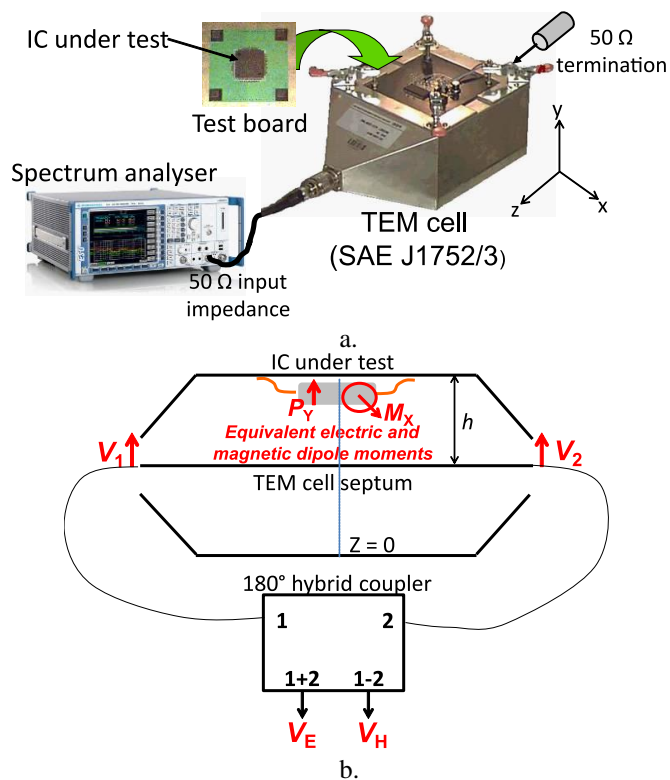 IC under test
50 Ω
termination
Test board
Spectrum analyser
y
z
x
TEM cell
(SAE J1752/3)
50 Ω input
impedance
a.
IC under test
P_Y
M_X
h
Equivalent electric and
magnetic dipole moments
V_1
V_2
TEM cell septum
Z = 0
180° hybrid coupler
1
2
1+2
1-2
V_E
V_H
b.